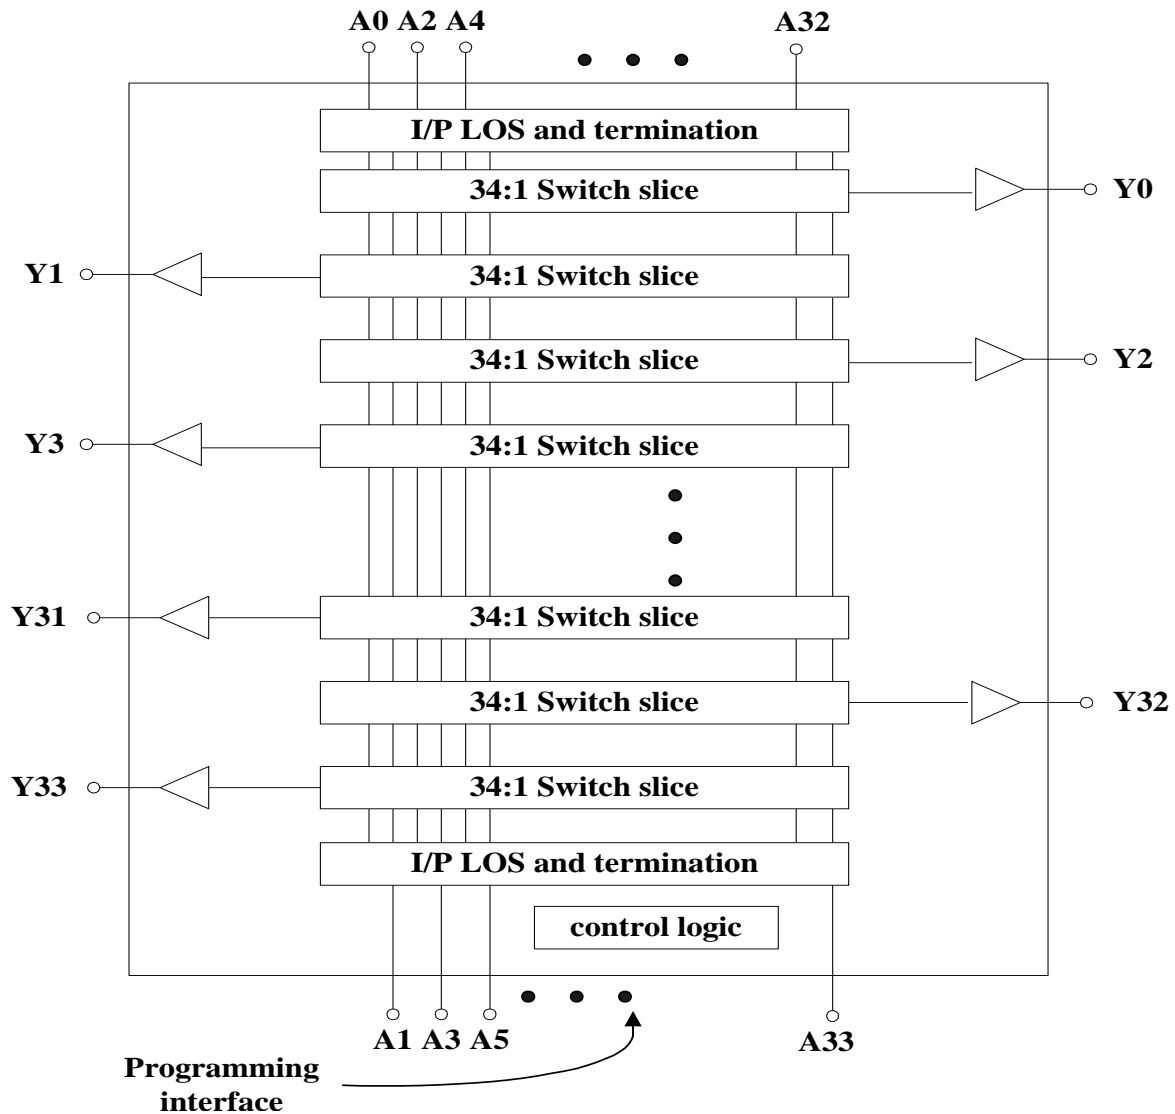 A0 A2 A4 A32
I/P LOS and termination
34:1 Switch slice
Y0
Y1
34:1 Switch slice
34:1 Switch slice
Y2
Y3
34:1 Switch slice
Y31
34:1 Switch slice
34:1 Switch slice
Y32
Y33
34:1 Switch slice
I/P LOS and termination
control logic
A1 A3 A5 A33
Programming
interface